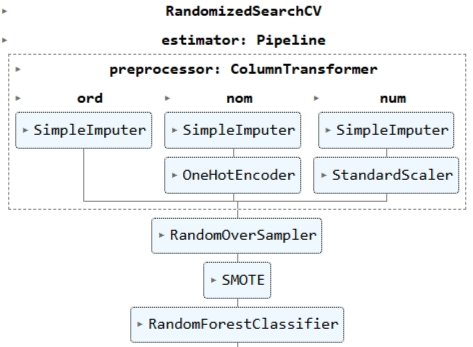 RandomizedSearchCV
estimator: Pipeline
preprocessor: ColumnTransformer
ord nom num
SimpleImputer SimpleImputer SimpleImputer
OneHotEncoder StandardScaler
RandomOverSampler
SMOTE
RandomForestClassifier